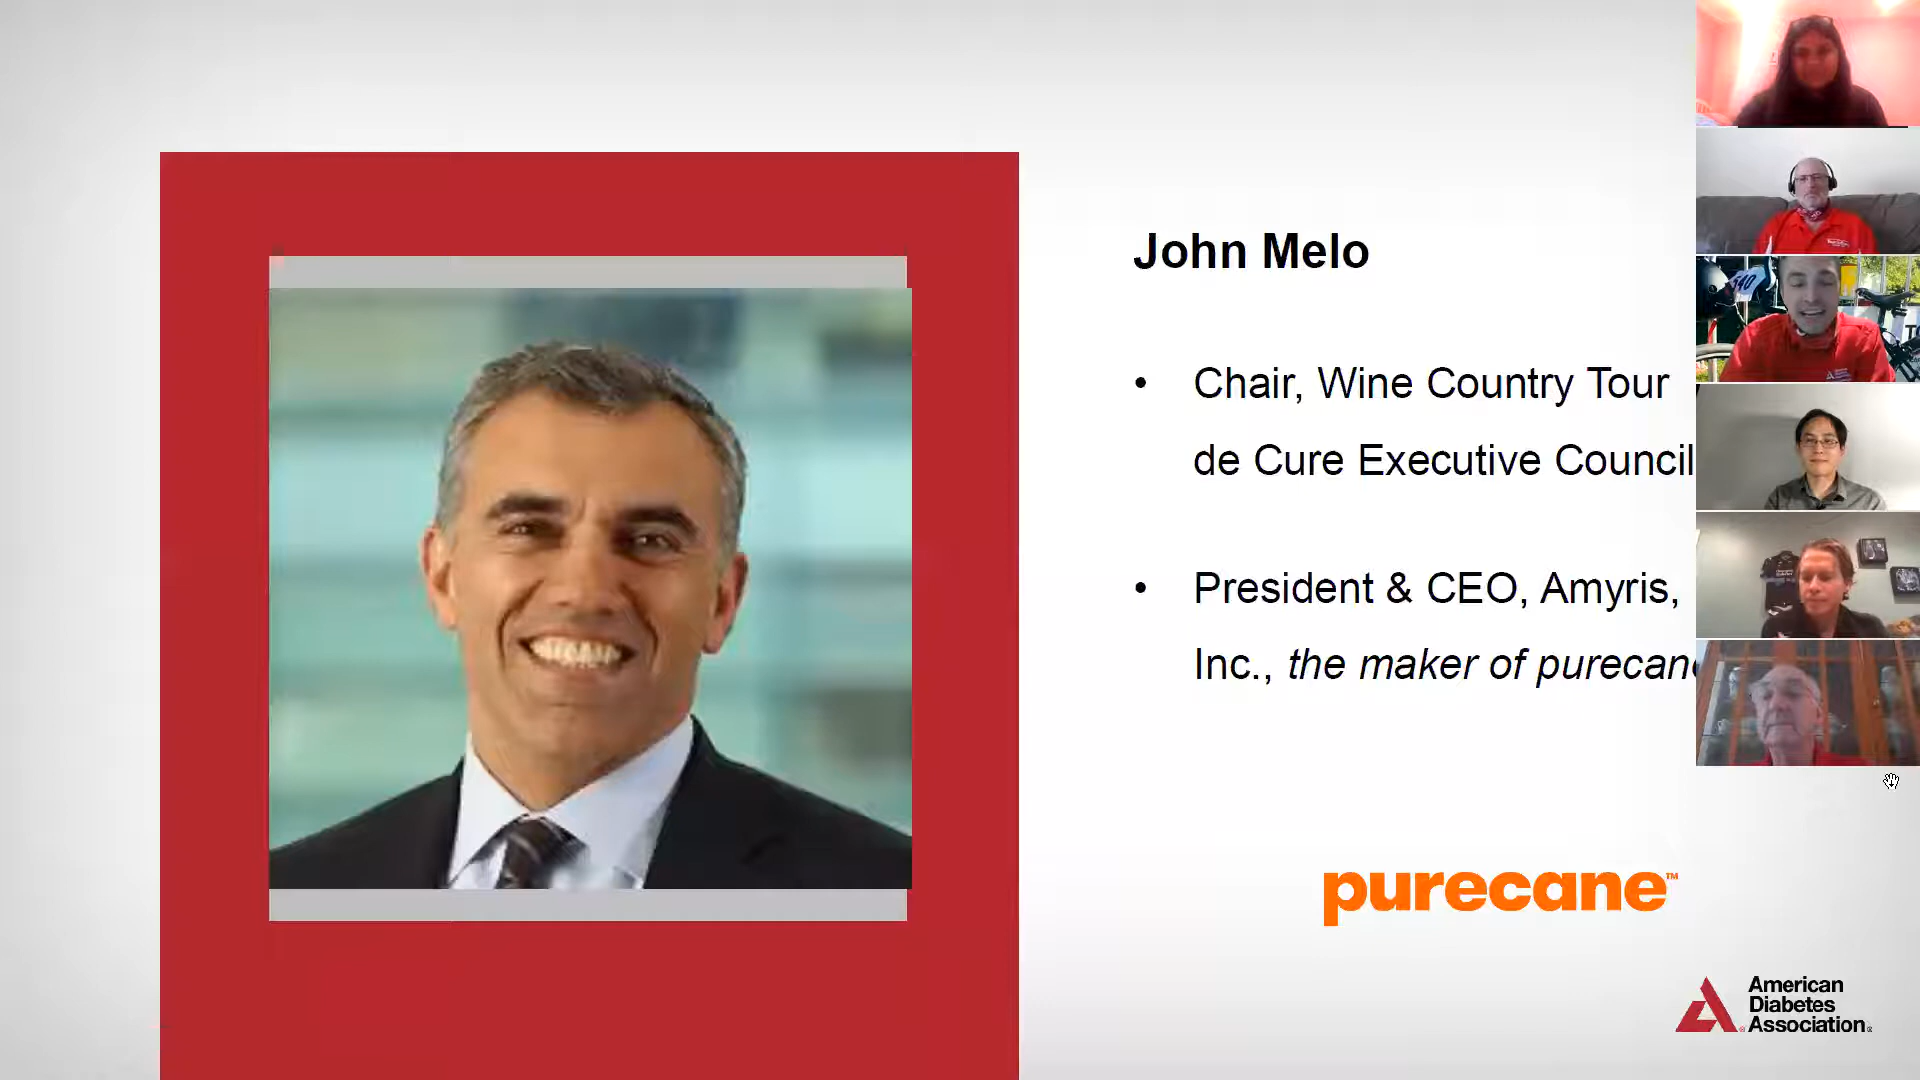 John Melo
• Chair, Wine Country Tour
de Cure Executive Council
• President & CEO, Amyris,
Inc., the maker of purecane
purecane™
American
Diabetes
Association®